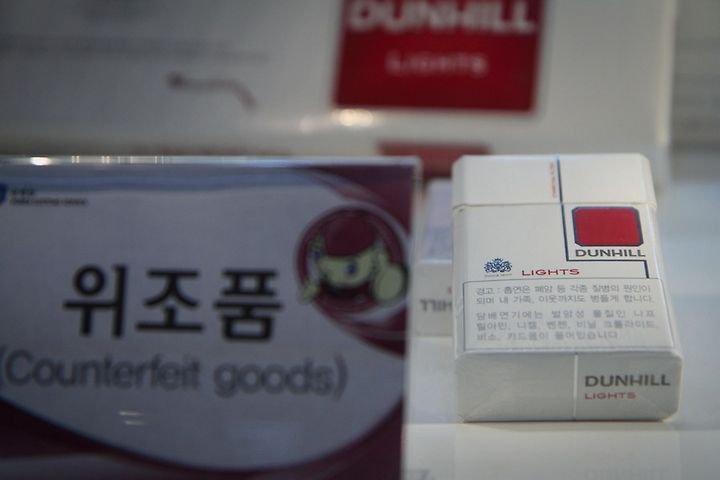 DUNHILL
LIGHTS
위조품
(Counterfeit goods)
DUNHILL
LIGHTS
경고 : 흡연은 폐암 등 각종 질병의 원인이
되며 내 가족, 이웃까지도 병들게 합니다.
담배연기에는 발암성 물질인 나프
틸아민, 니켈, 벤젠, 비닐 크롤라이드,
비소, 카드뮴이 들어있습니다.
DUNHILL
LIGHTS